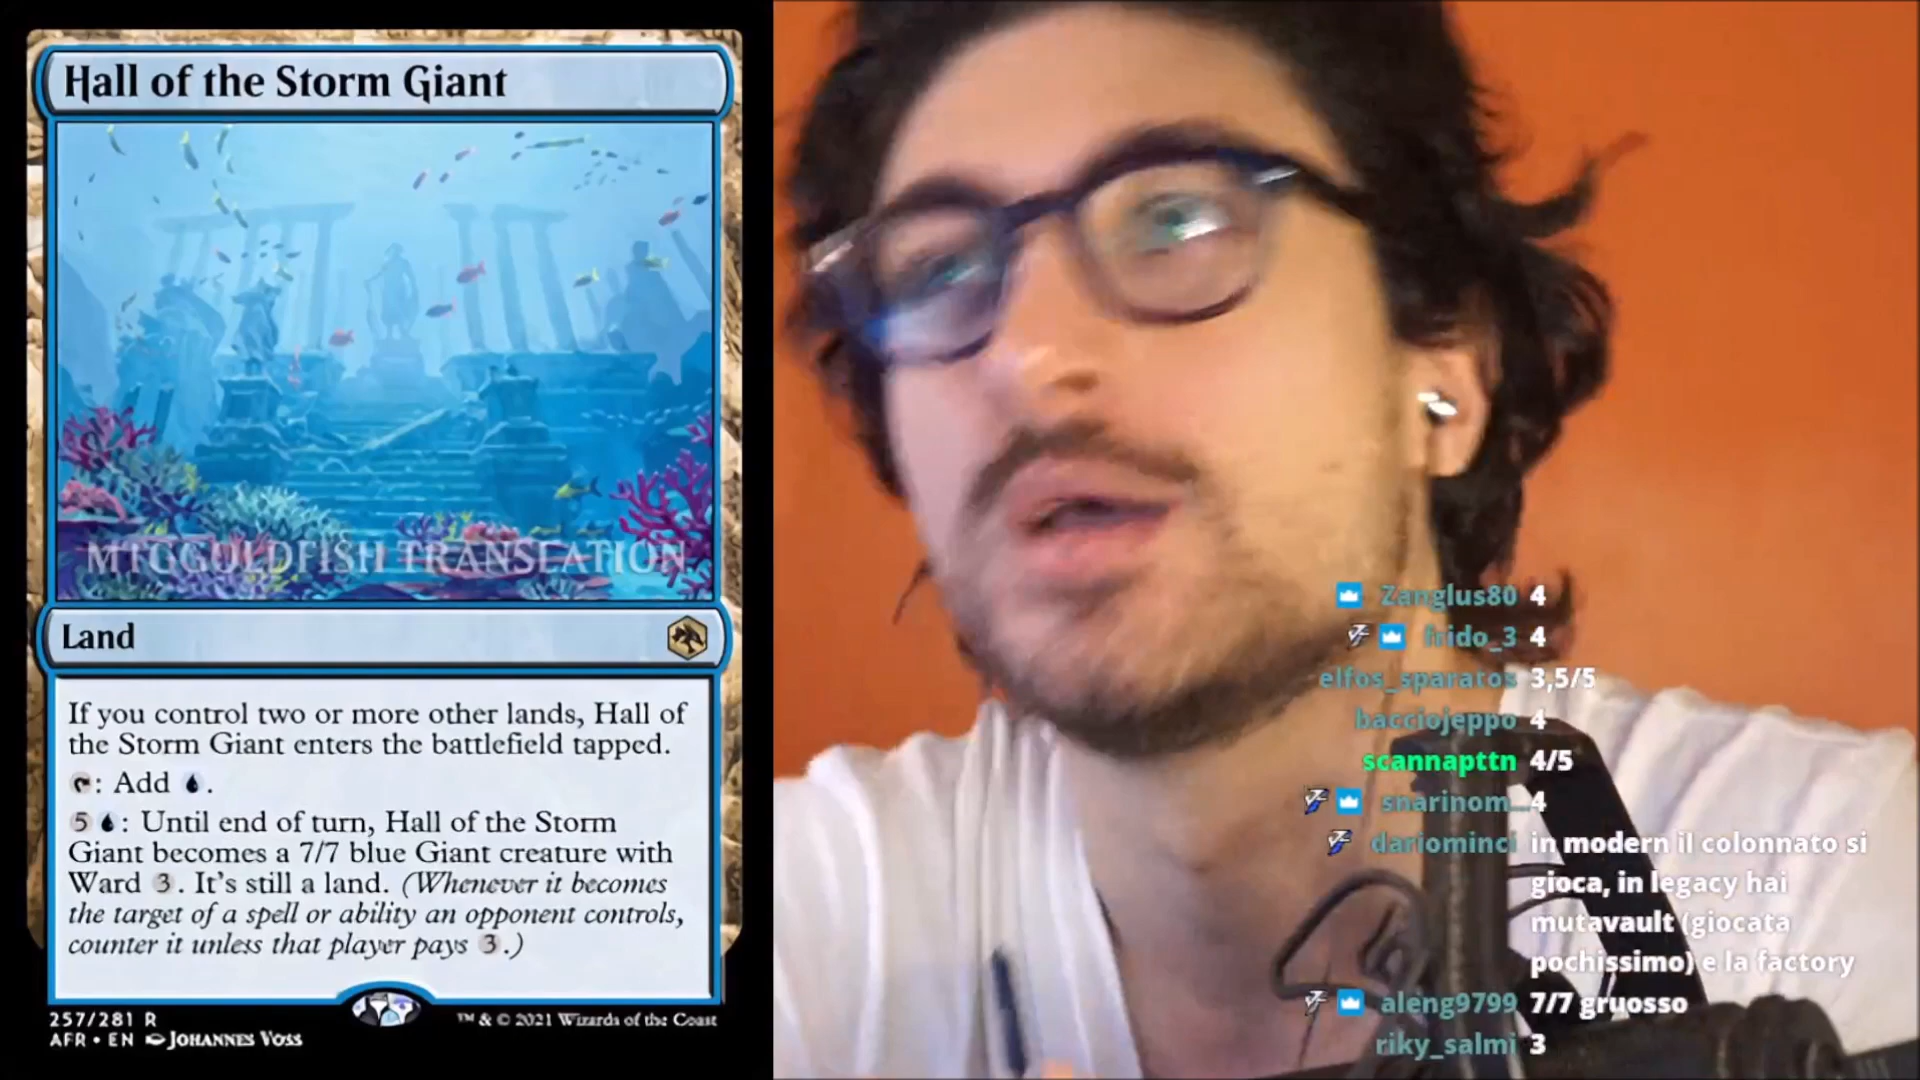 Hall of the Storm Giant
MTGGOLDFISH TRANSLATION
Land
If you control two or more other lands, Hall of
the Storm Giant enters the battlefield tapped.
: Add .
5 : Until end of turn, Hall of the Storm
Giant becomes a 7/7 blue Giant creature with
Ward 3. It's still a land. (Whenever it becomes
the target of a spell or ability an opponent controls,
counter it unless that player pays 3.)
257/281 R
AFR • EN JOHANNES VOSS
™ & © 2021 Wizards of the Coast
Zanglus80 4
frido_3 4
elfos_sparatos 3,5/5
bacciojeppo 4
scannapttn 4/5
snarinom... 4
dariominci in modern il colonnato si
gioca, in legacy hai
mutavault (giocata
pochissimo) e la factory
aleng9799 7/7 gruosso
riky_salmi 3